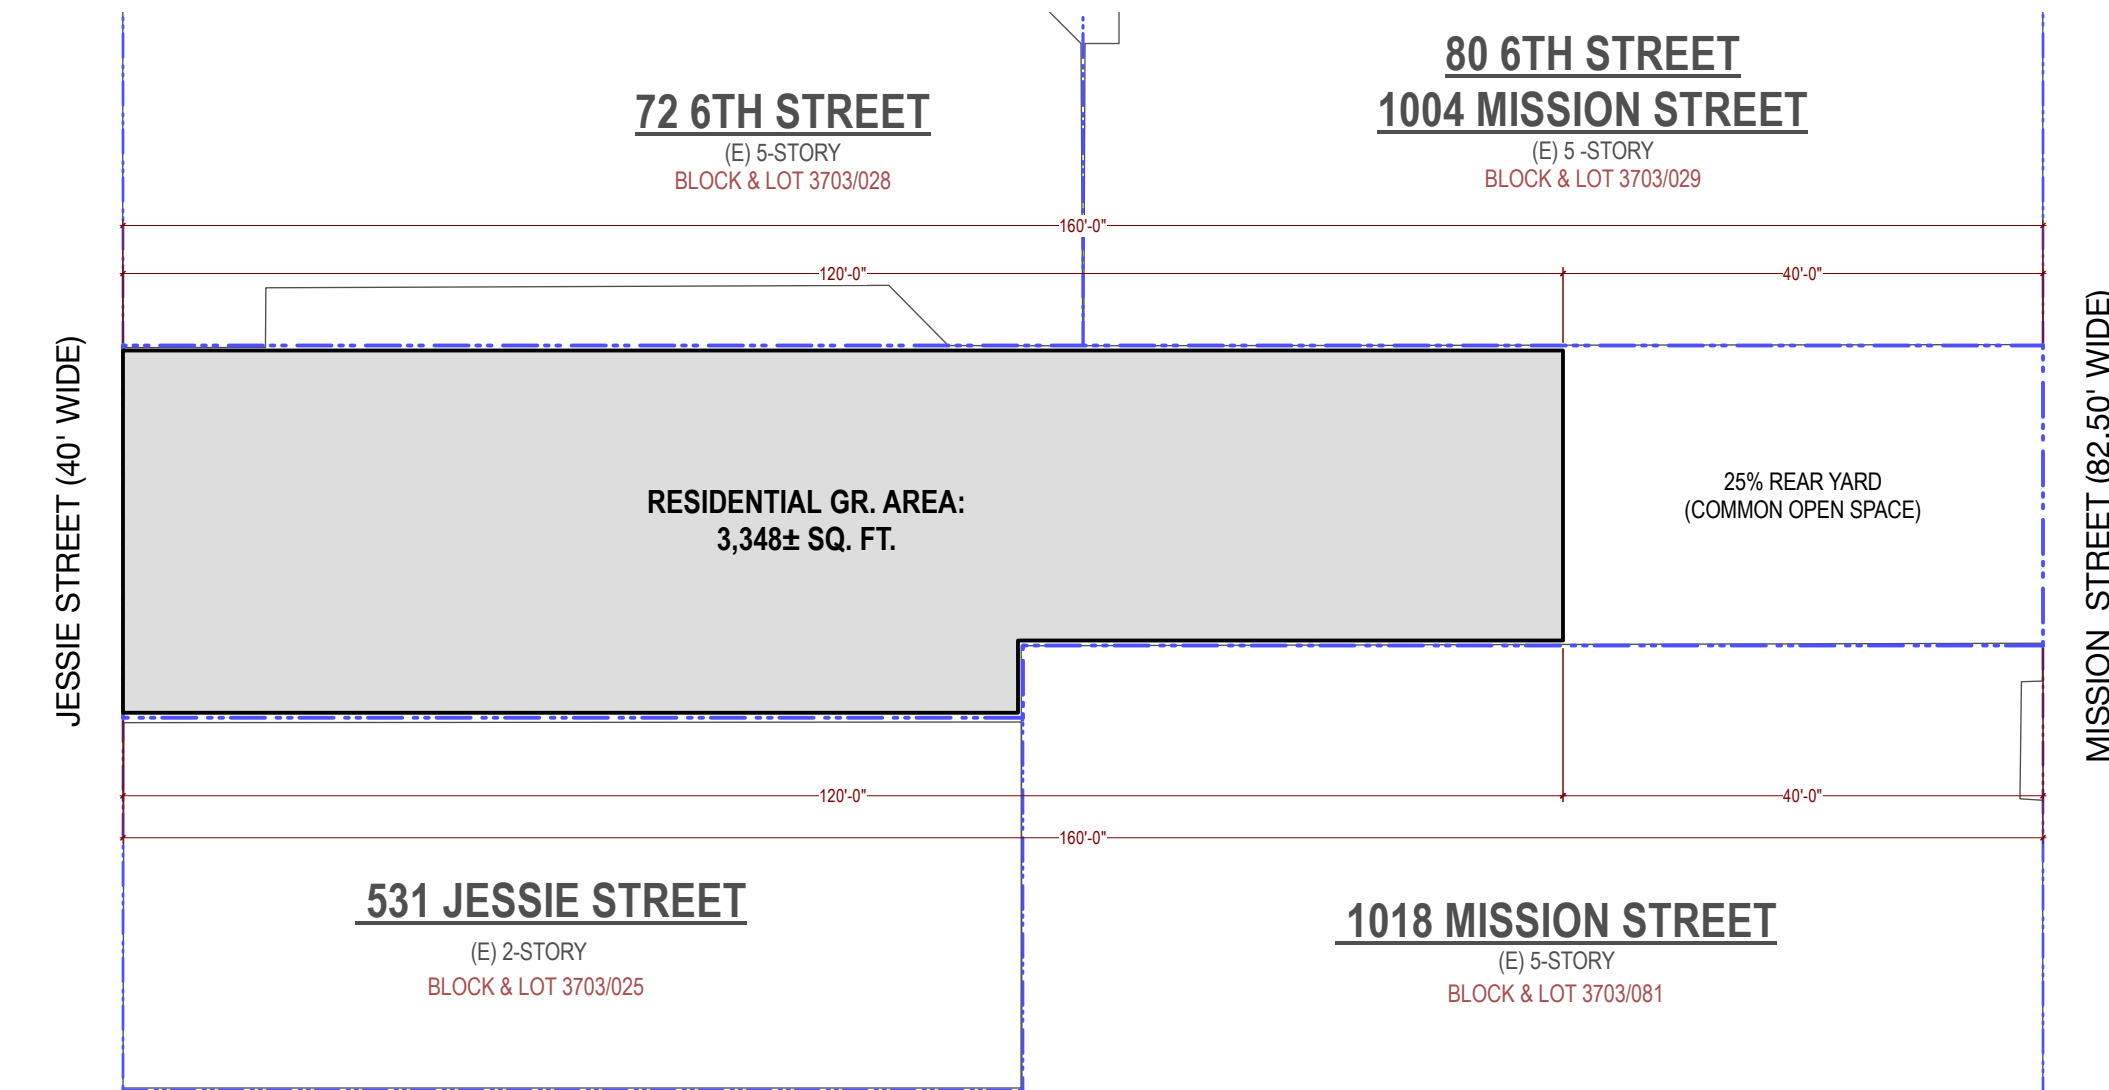 80 6TH STREET
72 6TH STREET
1004 MISSION STREET
(E) 5-STORY
(E) 5 -STORY
BLOCK & LOT 3703/028
BLOCK & LOT 3703/029
160'-0"
120'-0"
40'-0"
JESSIE STREET (40' WIDE)
MISSION STREET (82.50' WIDE)
RESIDENTIAL GR. AREA:
3,348± SQ. FT.
25% REAR YARD
(COMMON OPEN SPACE)
120'-0"
40'-0"
160'-0"
531 JESSIE STREET
(E) 2-STORY
BLOCK & LOT 3703/025
1018 MISSION STREET
(E) 5-STORY
BLOCK & LOT 3703/081